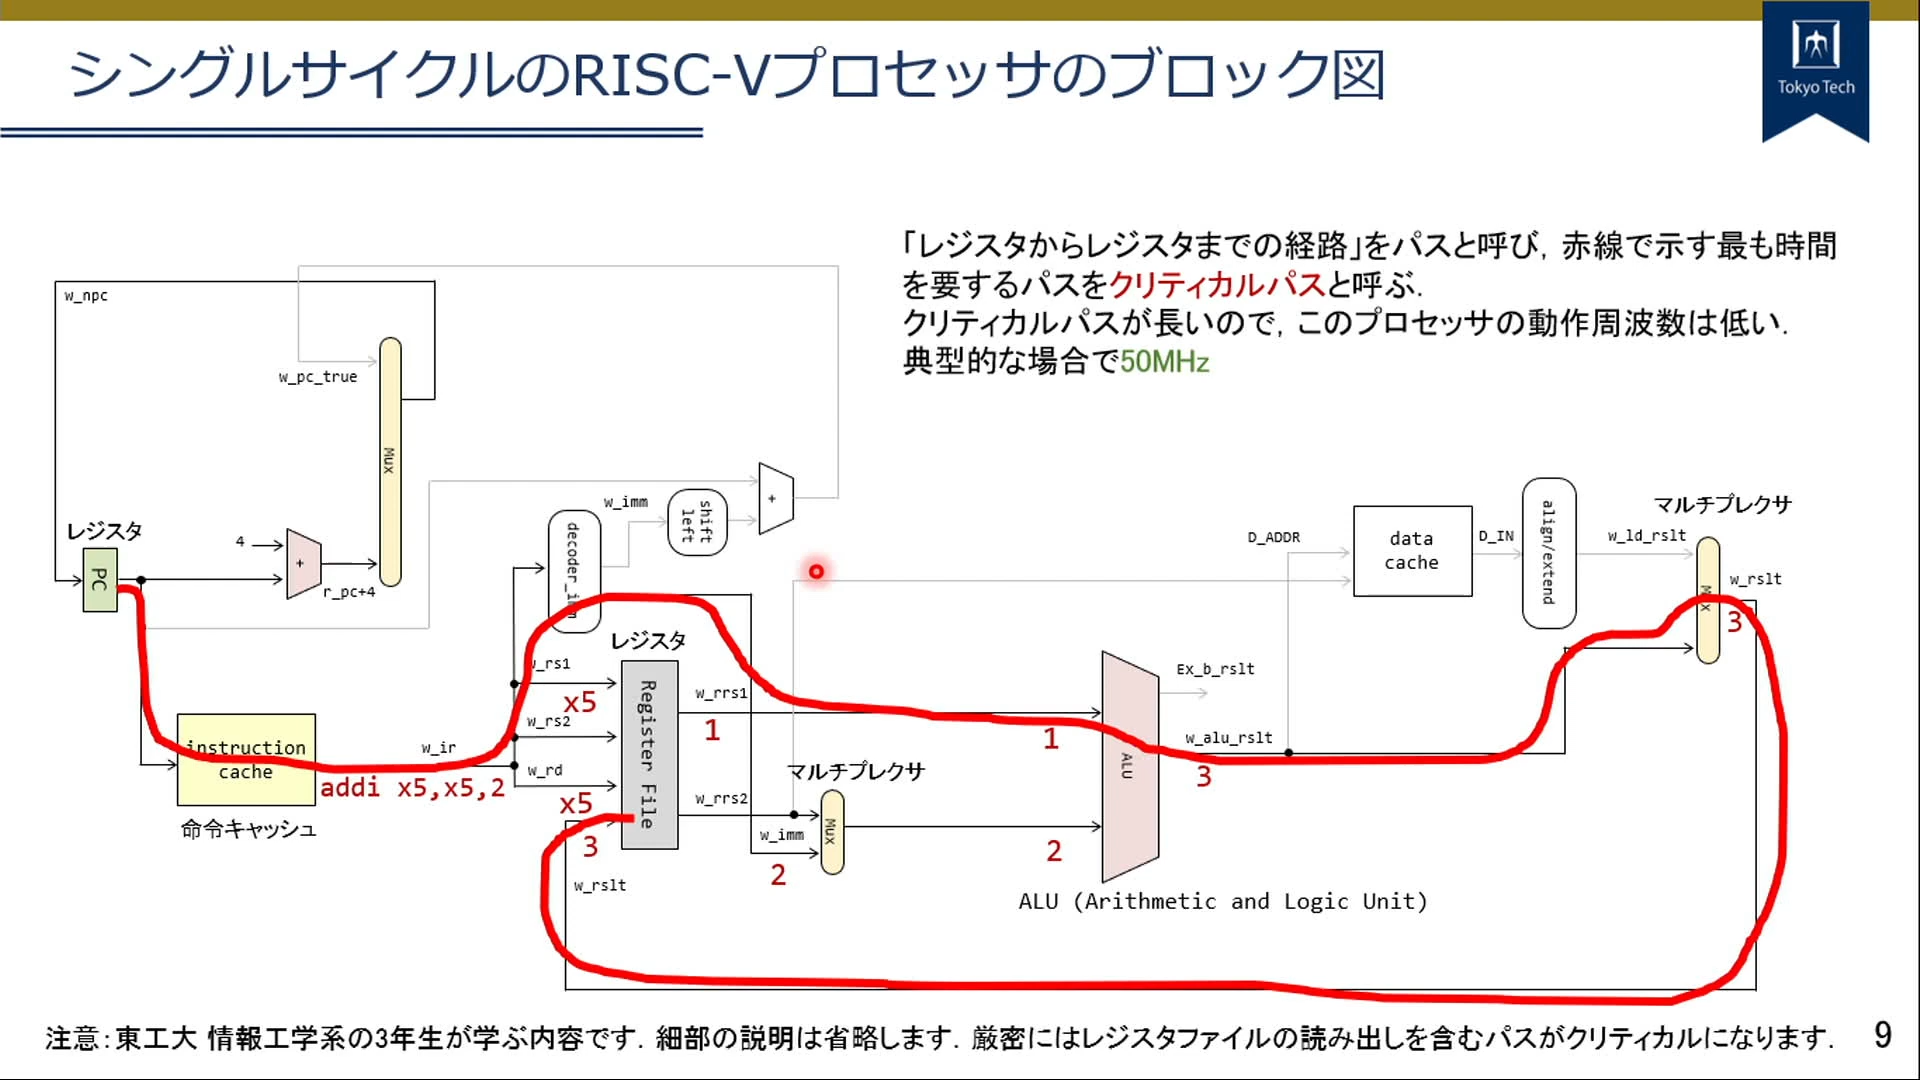 シングルサイクルのRISC-Vプロセッサのブロック図
Tokyo Tech
「レジスタからレジスタまでの経路」をパスと呼び，赤線で示す最も時間
を要するパスをクリティカルパスと呼ぶ．
クリティカルパスが長いので，このプロセッサの動作周波数は低い．
典型的な場合で50MHz
w_npc
w_pc_true
Mux
レジスタ
PC
4
+
r_pc+4
w_imm
shift
left
+
レジスタ
w_rs1
x5
w_rs2
w_rd
x5
3
w_rslt
Register File
w_rrs1
1
w_rrs2
w_imm
2
マルチプレクサ
Mux
instruction
cache
命令キャッシュ
w_ir
addi x5,x5,2
1
2
ALU
Ex_b_rslt
w_alu_rslt
3
ALU (Arithmetic and Logic Unit)
D_ADDR
data
cache
D_IN
align/extend
w_ld_rslt
マルチプレクサ
w_rslt
3
注意：東工大 情報工学系の3年生が学ぶ内容です．細部の説明は省略します．厳密にはレジスタファイルの読み出しを含むパスがクリティカルになります．
9